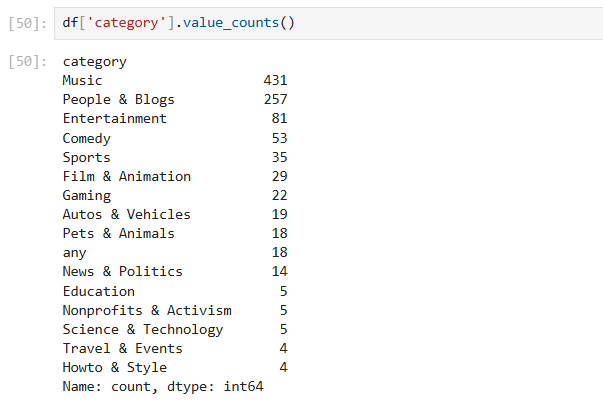 [50]: df['category'].value_counts()
[50]: category
Music 431
People & Blogs 257
Entertainment 81
Comedy 53
Sports 35
Film & Animation 29
Gaming 22
Autos & Vehicles 19
Pets & Animals 18
any 18
News & Politics 14
Education 5
Nonprofits & Activism 5
Science & Technology 5
Travel & Events 4
Howto & Style 4
Name: count, dtype: int64